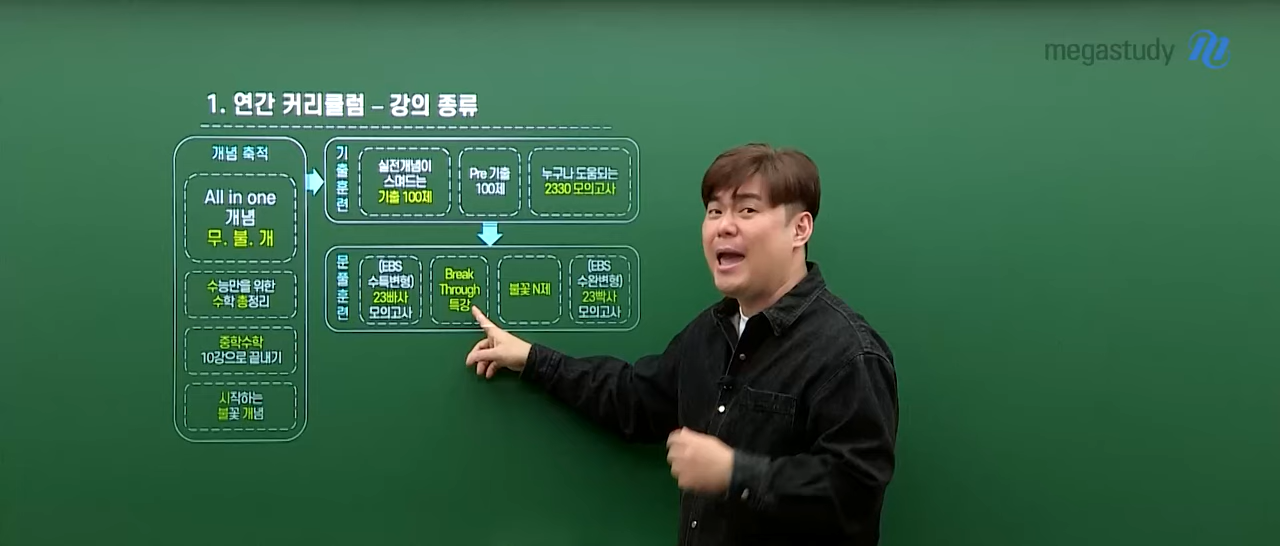 megastudy
1. 연간 커리큘럼 – 강의 종류
개념 축적
All in one
개념
무. 불. 개
수능만을 위한
수학 총정리
중학수학
10강으로 끝내기
시작하는
불꽃 개념
기출훈련
실전개념이
스며드는
기출 100제
Pre 기출
100제
누구나 도움되는
2330 모의고사
문풀훈련
(EBS
수특변형)
23빠사
모의고사
Break
Through
특강
불꽃 N제
(EBS
수완변형)
23빡사
모의고사